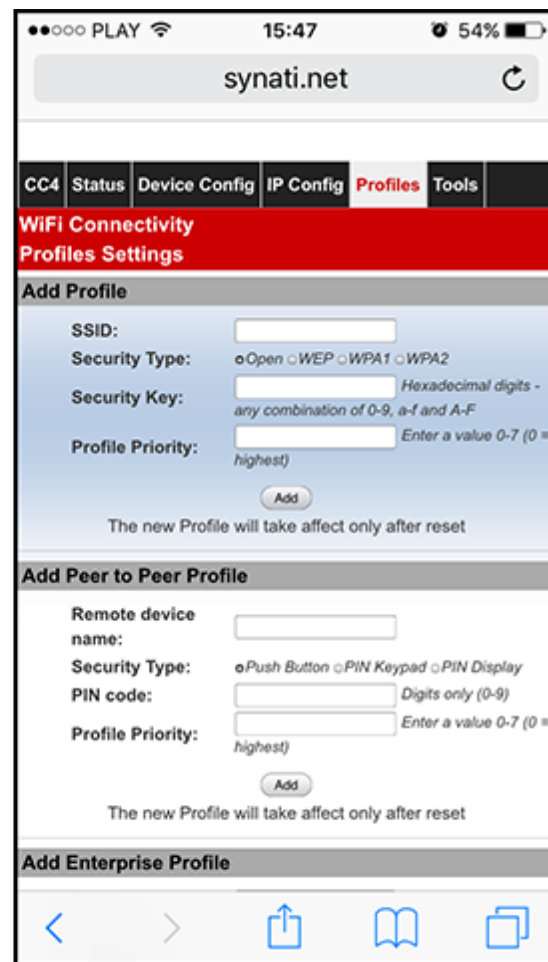 PLAY 15:47 54%
synati.net
CC4 Status Device Config IP Config Profiles Tools
WiFi Connectivity
Profiles Settings
Add Profile
SSID:
Security Type: Open WEP WPA1 WPA2
Security Key: Hexadecimal digits -
any combination of 0-9, a-f and A-F
Profile Priority: Enter a value 0-7 (0 =
highest)
Add
The new Profile will take affect only after reset
Add Peer to Peer Profile
Remote device
name:
Security Type: Push Button PIN Keypad PIN Display
PIN code: Digits only (0-9)
Profile Priority: Enter a value 0-7 (0 =
highest)
Add
The new Profile will take affect only after reset
Add Enterprise Profile